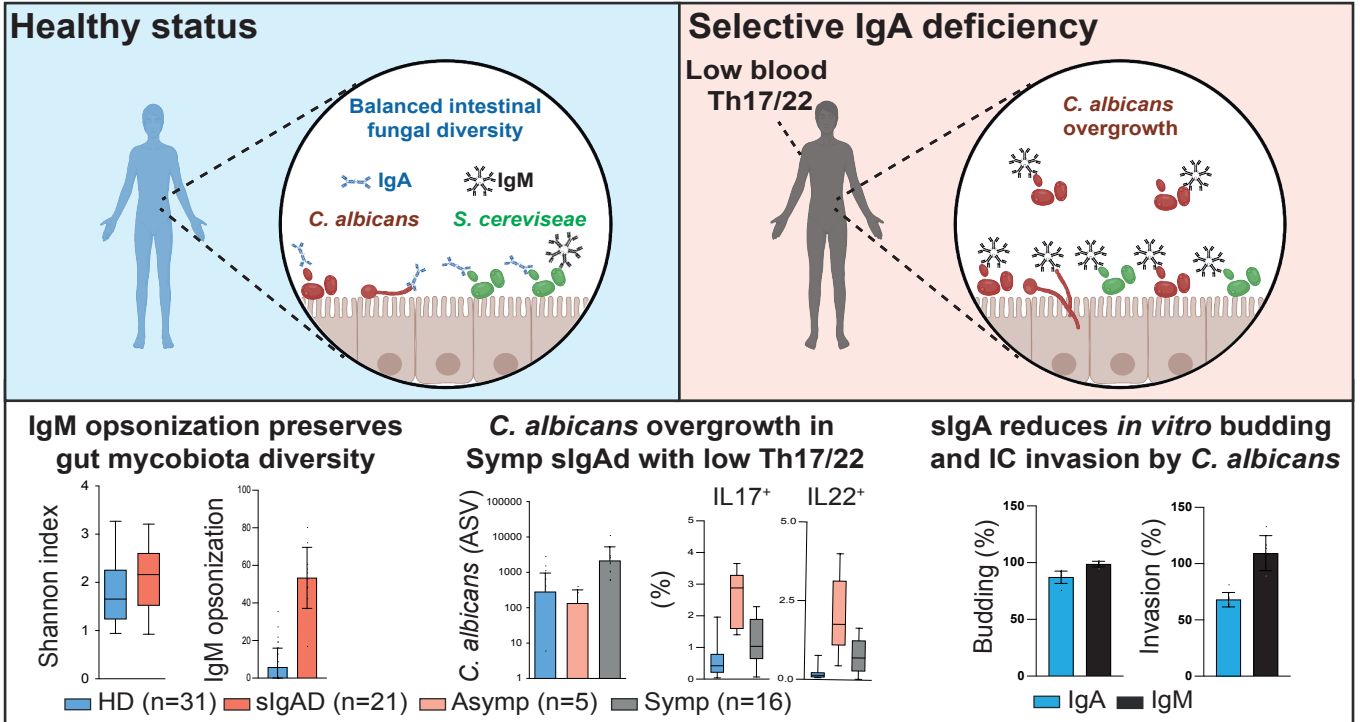 Healthy status
Balanced intestinal
fungal diversity
IgA
IgM
C. albicans
S. cereviseae
Selective IgA deficiency
Low blood
Th17/22
C. albicans
overgrowth
IgM opsonization preserves
gut mycobiota diversity
Shannon index
4
3
2
1
0
IgM opsonization
100
80
60
40
20
0
C. albicans overgrowth in
Symp sIgAd with low Th17/22
C. albicans (ASV)
100000
10000
1000
100
10
1
IL17+
(%)
5
4
3
2
1
0
IL22+
5.0
2.5
0.0
sIgA reduces in vitro budding
and IC invasion by C. albicans
Budding (%)
150
100
50
0
Invasion (%)
150
100
50
0
HD (n=31)
sIgAD (n=21)
Asymp (n=5)
Symp (n=16)
IgA
IgM